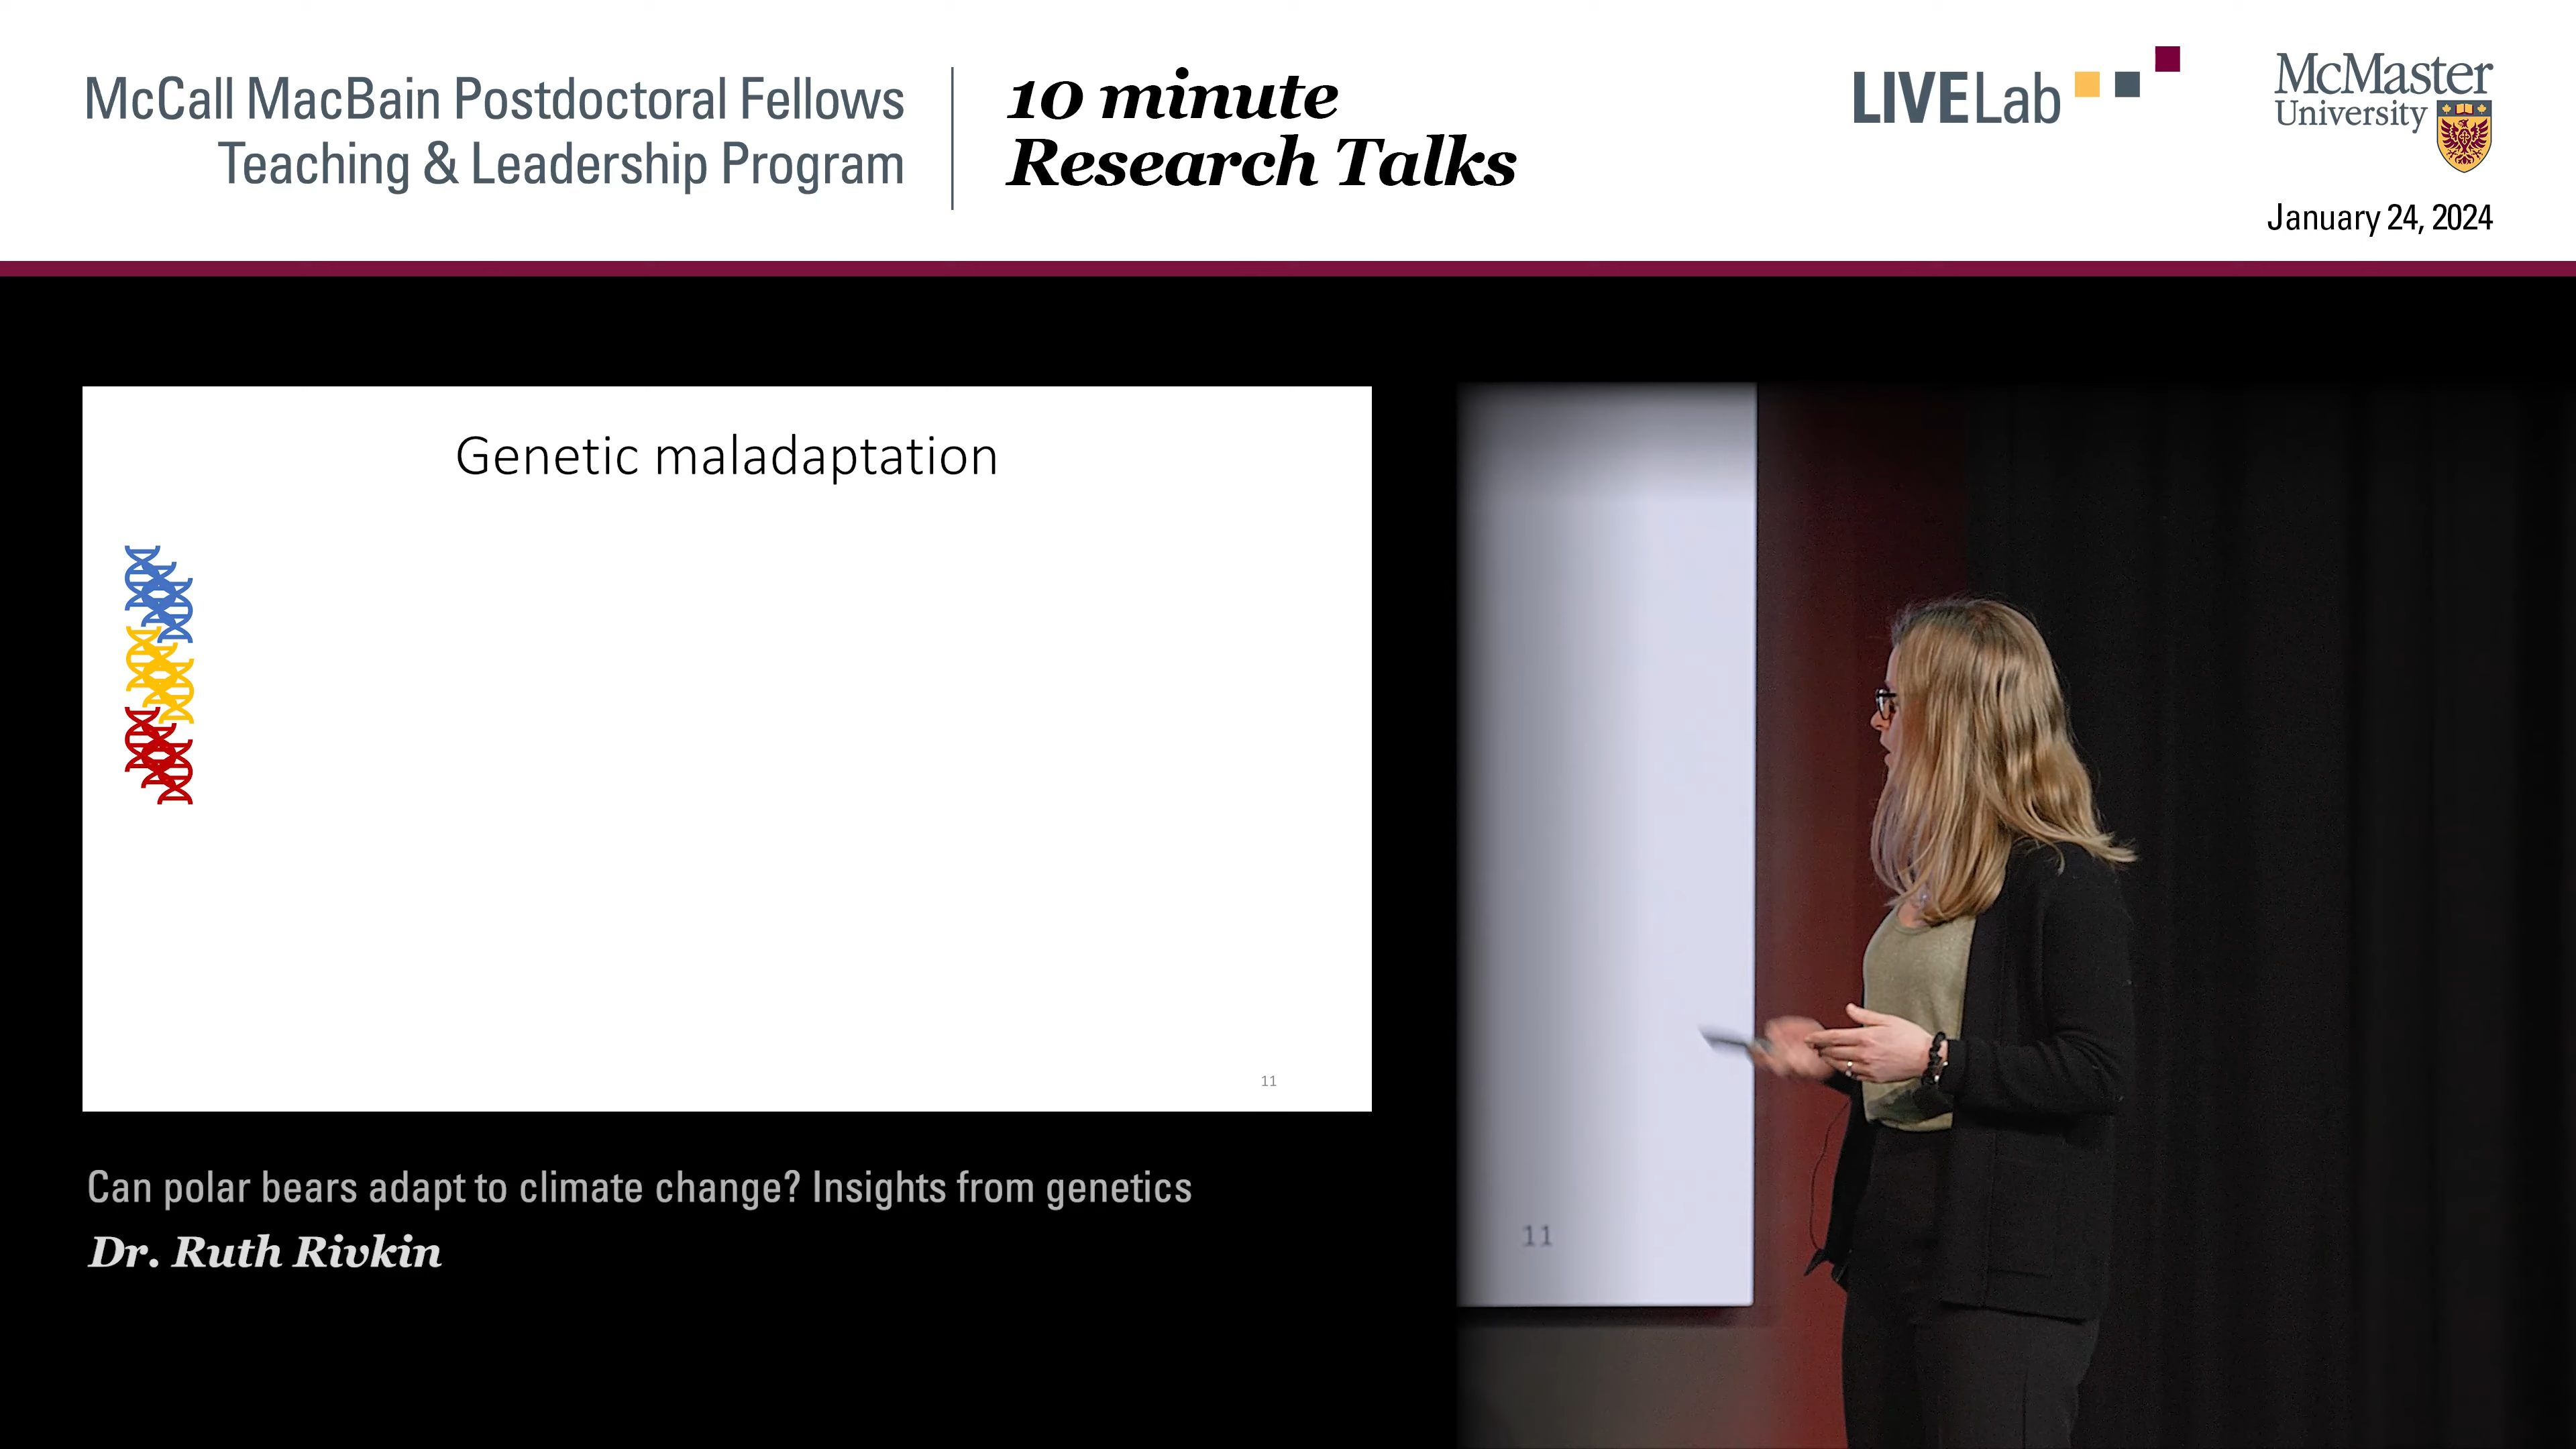 McCall MacBain Postdoctoral Fellows
Teaching & Leadership Program
10 minute
Research Talks
LIVELab
McMaster
University
January 24, 2024
Genetic maladaptation
11
11
Can polar bears adapt to climate change? Insights from genetics
Dr. Ruth Rivkin